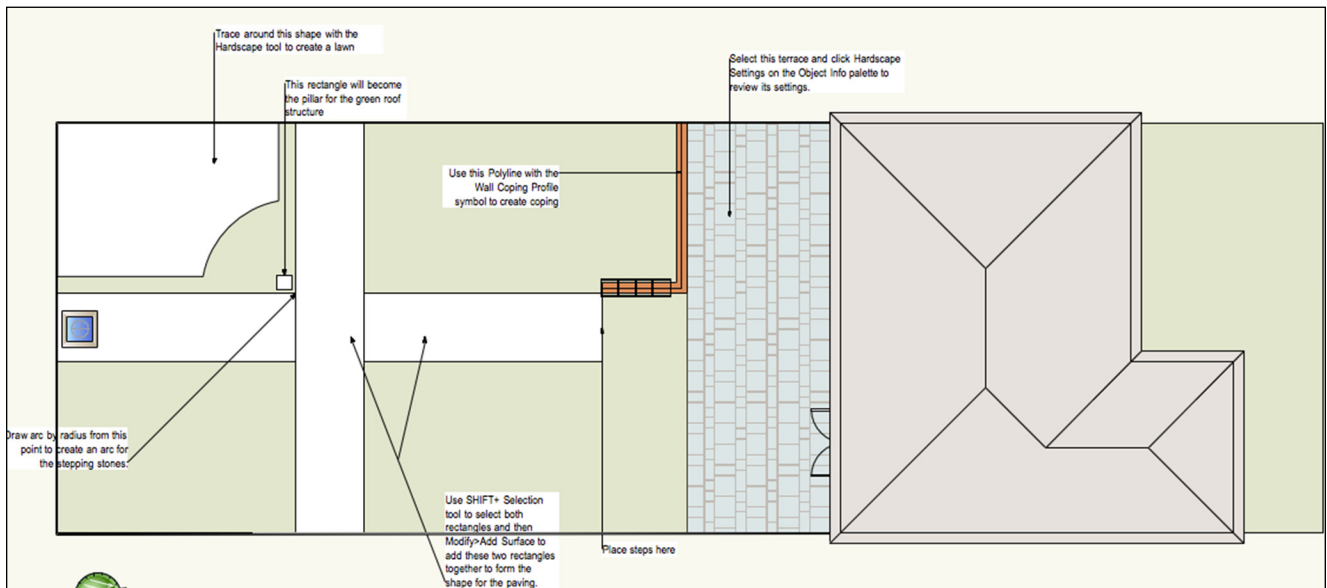 Trace around this shape with the
Hardscape tool to create a lawn
This rectangle will become
the pillar for the green roof
structure
Select this terrace and click Hardscape
Settings on the Object Info palette to
review its settings.
Use this Polyline with the
Wall Coping Profile
symbol to create coping
Draw arc by radius from this
point to create an arc for
the stepping stones.
Use SHIFT+ Selection
tool to select both
rectangles and then
Modify>Add Surface to
add these two rectangles
together to form the
shape for the paving.
Place steps here